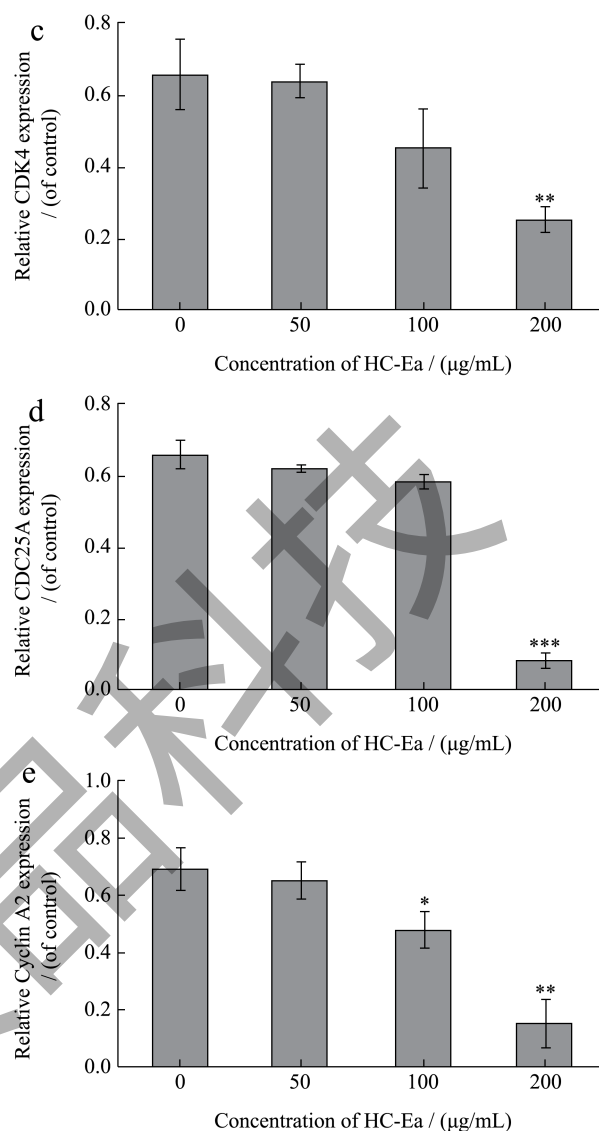 c
Relative CDK4 expression
/ (of control)
0.8
0.6
0.4
0.2
0.0
**
0
50
100
200
Concentration of HC-Ea / (μg/mL)
d
Relative CDC25A expression
/ (of control)
0.8
0.6
0.4
0.2
0.0
***
0
50
100
200
Concentration of HC-Ea / (μg/mL)
e
Relative Cyclin A2 expression
/ (of control)
1.0
0.8
0.6
0.4
0.2
0.0
*
**
0
50
100
200
Concentration of HC-Ea / (μg/mL)
品科技